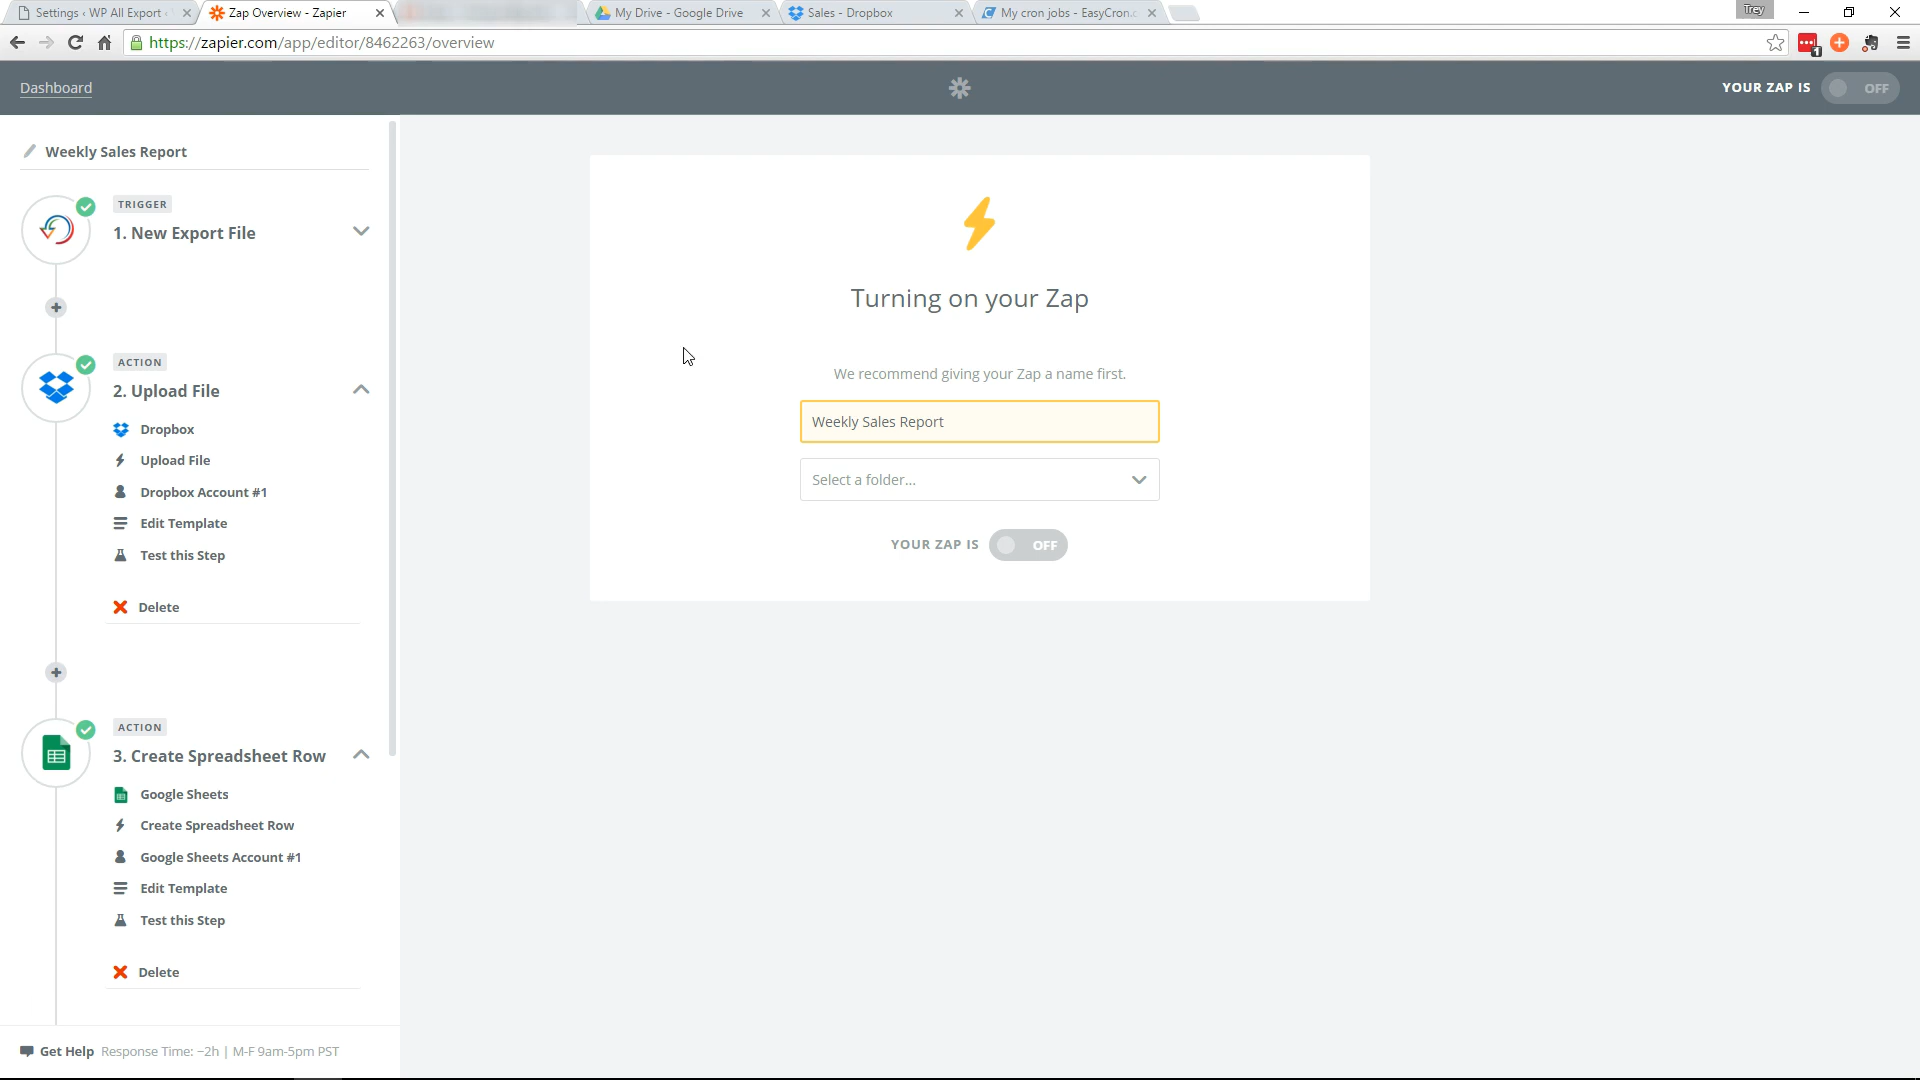 Settings ‹ WP All Export ‹
Zap Overview - Zapier
My Drive - Google Drive
Sales - Dropbox
My cron jobs - EasyCron.c
Trey
https://zapier.com/app/editor/8462263/overview
1
Dashboard
YOUR ZAP IS
OFF
Weekly Sales Report
TRIGGER
1. New Export File
ACTION
2. Upload File
Dropbox
Upload File
Dropbox Account #1
Edit Template
Test this Step
Delete
ACTION
3. Create Spreadsheet Row
Google Sheets
Create Spreadsheet Row
Google Sheets Account #1
Edit Template
Test this Step
Delete
Get Help Response Time: ~2h | M-F 9am-5pm PST
Turning on your Zap
We recommend giving your Zap a name first.
Weekly Sales Report
Select a folder...
YOUR ZAP IS
OFF